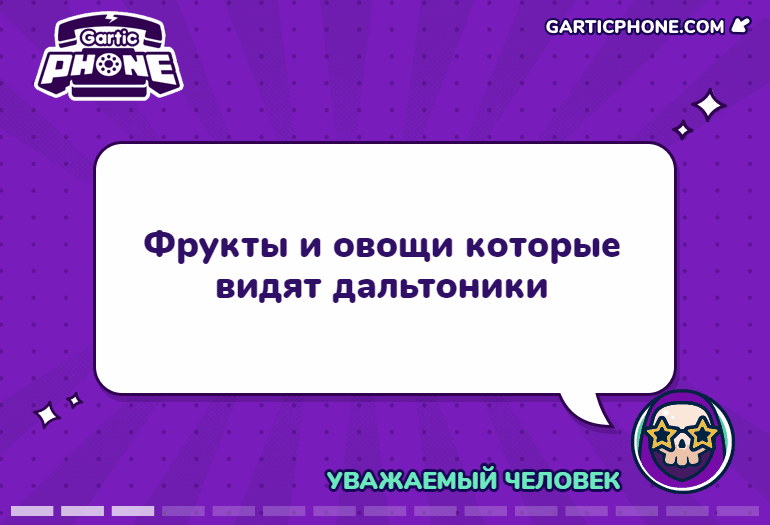 GARTICPHONE.COM
Gartic
PHONE
Фрукты и овощи которые
видят дальтоники
УВАЖАЕМЫЙ ЧЕЛОВЕК